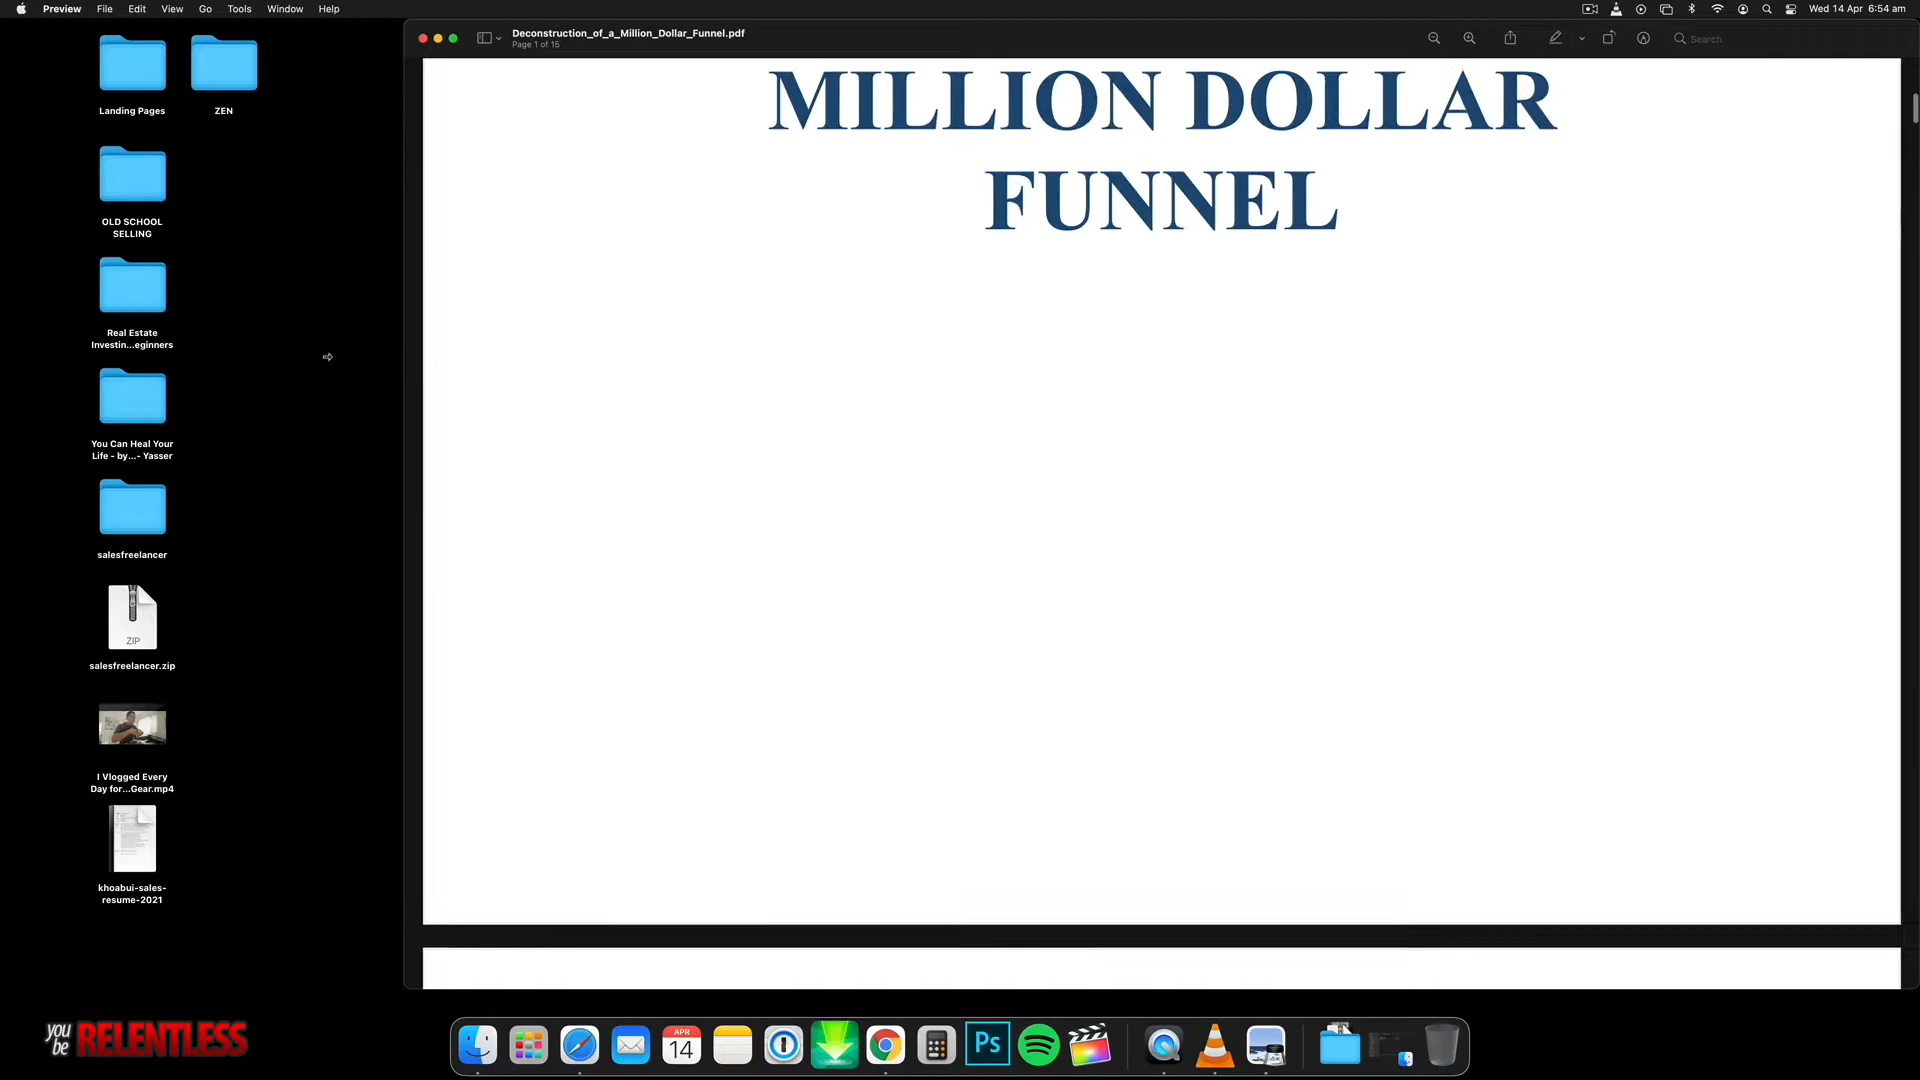 Preview File Edit View Go Tools Window Help
Wed 14 Apr 6:54 am
Deconstruction_of_a_Million_Dollar_Funnel.pdf
Page 1 of 15
Search
MILLION DOLLAR
FUNNEL
Landing Pages
ZEN
OLD SCHOOL
SELLING
Real Estate
Investin...eginners
You Can Heal Your
Life - by...- Yasser
salesfreelancer
ZIP
salesfreelancer.zip
I Vlogged Every
Day for...Gear.mp4
khoabui-sales-
resume-2021
you
be RELENTLESS
APR
14
Ps